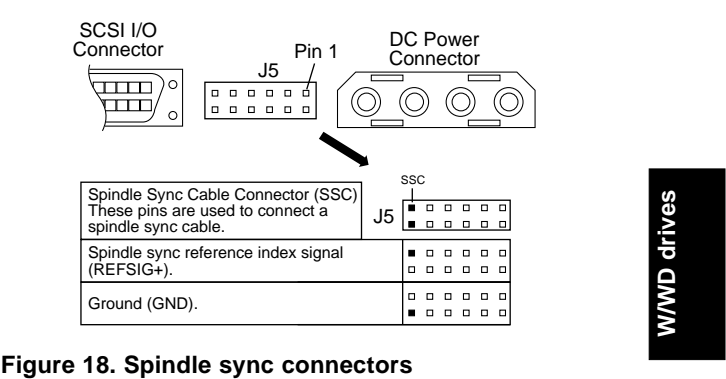 SCSI I/O
Connector
J5
Pin 1
DC Power
Connector
SSC
Spindle Sync Cable Connector (SSC)
These pins are used to connect a
spindle sync cable.
J5
Spindle sync reference index signal
(REFSIG+).
Ground (GND).
W/WD drives
Figure 18. Spindle sync connectors